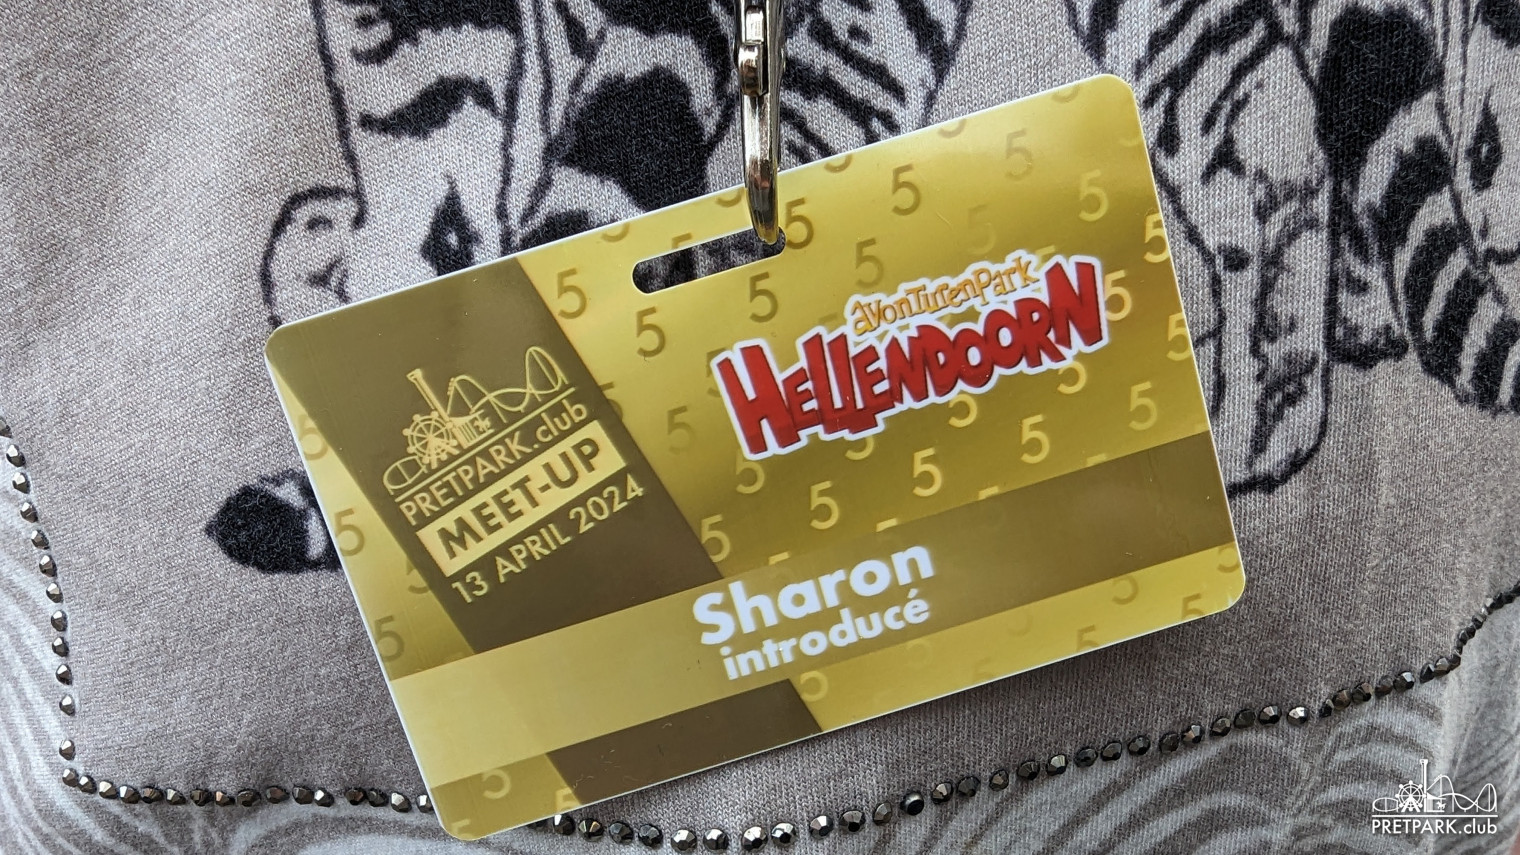 PRETPARK.club
MEET-UP
13 APRIL 2024
avonTurenPark
HELLENDOORN
Sharon
introducé
PRETPARK.club